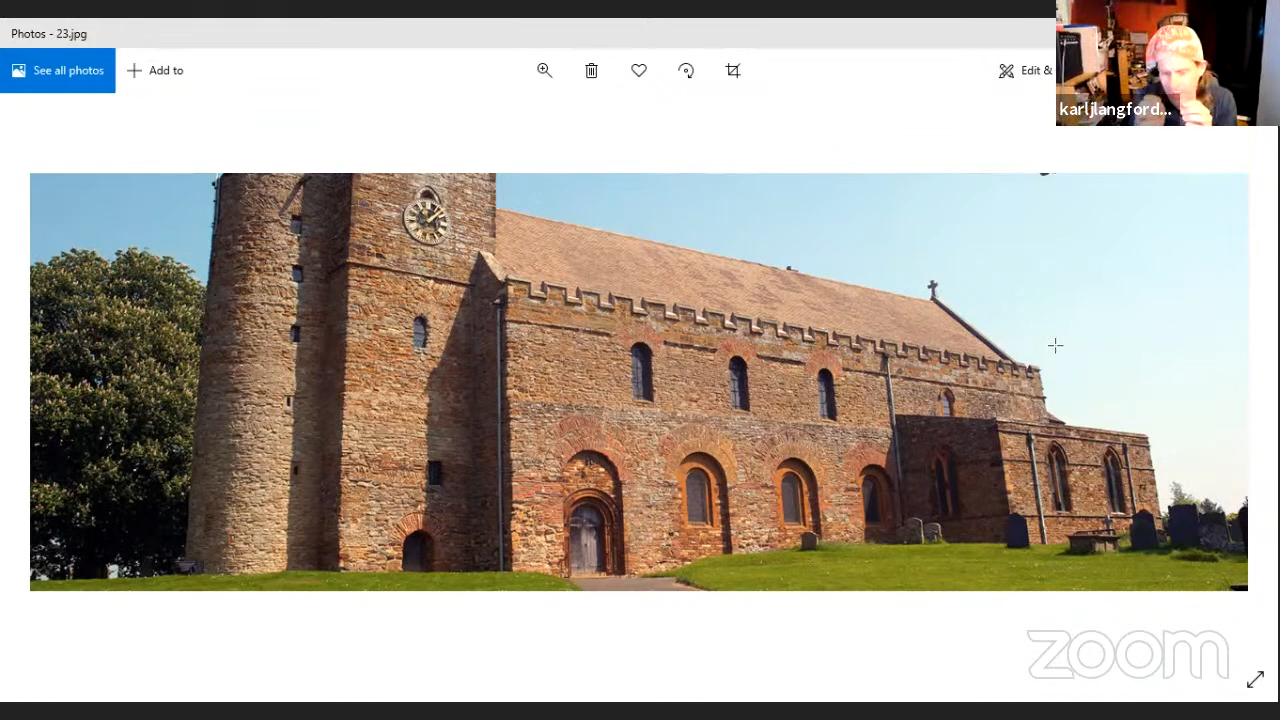 Photos - 23.jpg
See all photos
Add to
Edit &
karljlangford...
zoom